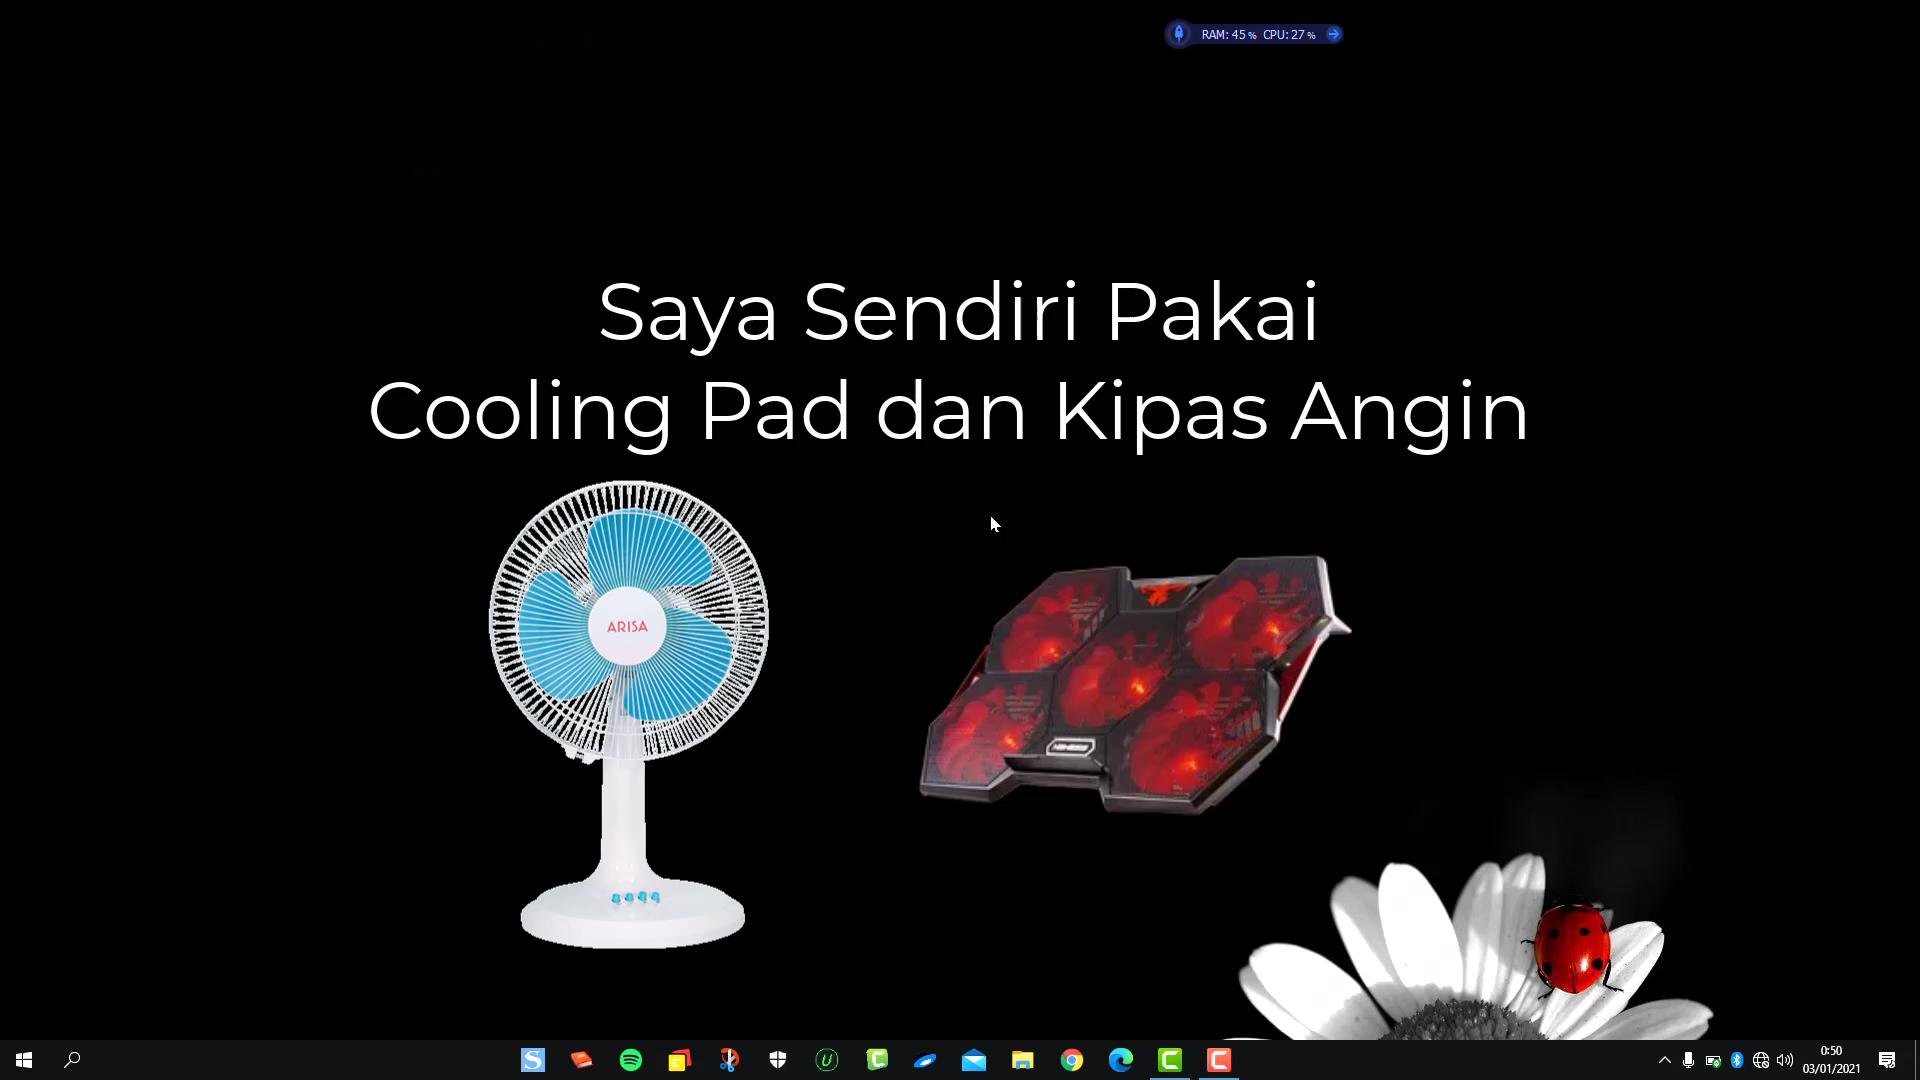 RAM: 45 % CPU: 27 %
Saya Sendiri Pakai
Cooling Pad dan Kipas Angin
ARISA
0:50
03/01/2021